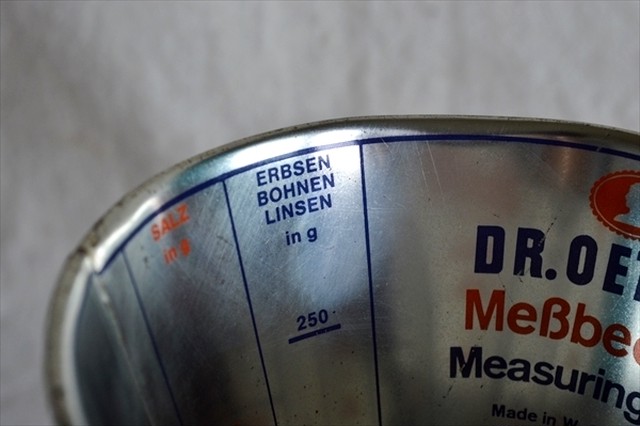 SALZ
in g
ERBSEN
BOHNEN
LINSEN
in g
250
DR.OE
Meßbe
Measuring
Made in W